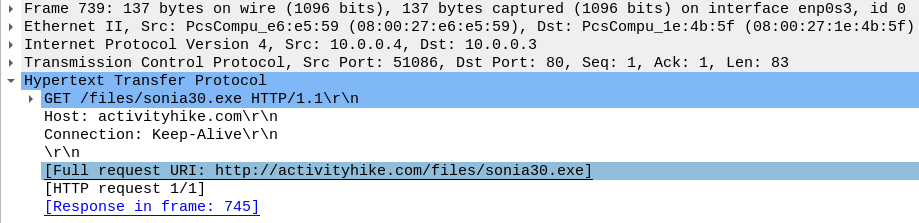 Frame 739: 137 bytes on wire (1096 bits), 137 bytes captured (1096 bits) on interface enp0s3, id 0
Ethernet II, Src: PcsCompu_e6:e5:59 (08:00:27:e6:e5:59), Dst: PcsCompu_1e:4b:5f (08:00:27:1e:4b:5f)
Internet Protocol Version 4, Src: 10.0.0.4, Dst: 10.0.0.3
Transmission Control Protocol, Src Port: 51086, Dst Port: 80, Seq: 1, Ack: 1, Len: 83
Hypertext Transfer Protocol
GET /files/sonia30.exe HTTP/1.1\r\n
Host: activityhike.com\r\n
Connection: Keep-Alive\r\n
\r\n
[Full request URI: http://activityhike.com/files/sonia30.exe]
[HTTP request 1/1]
[Response in frame: 745]